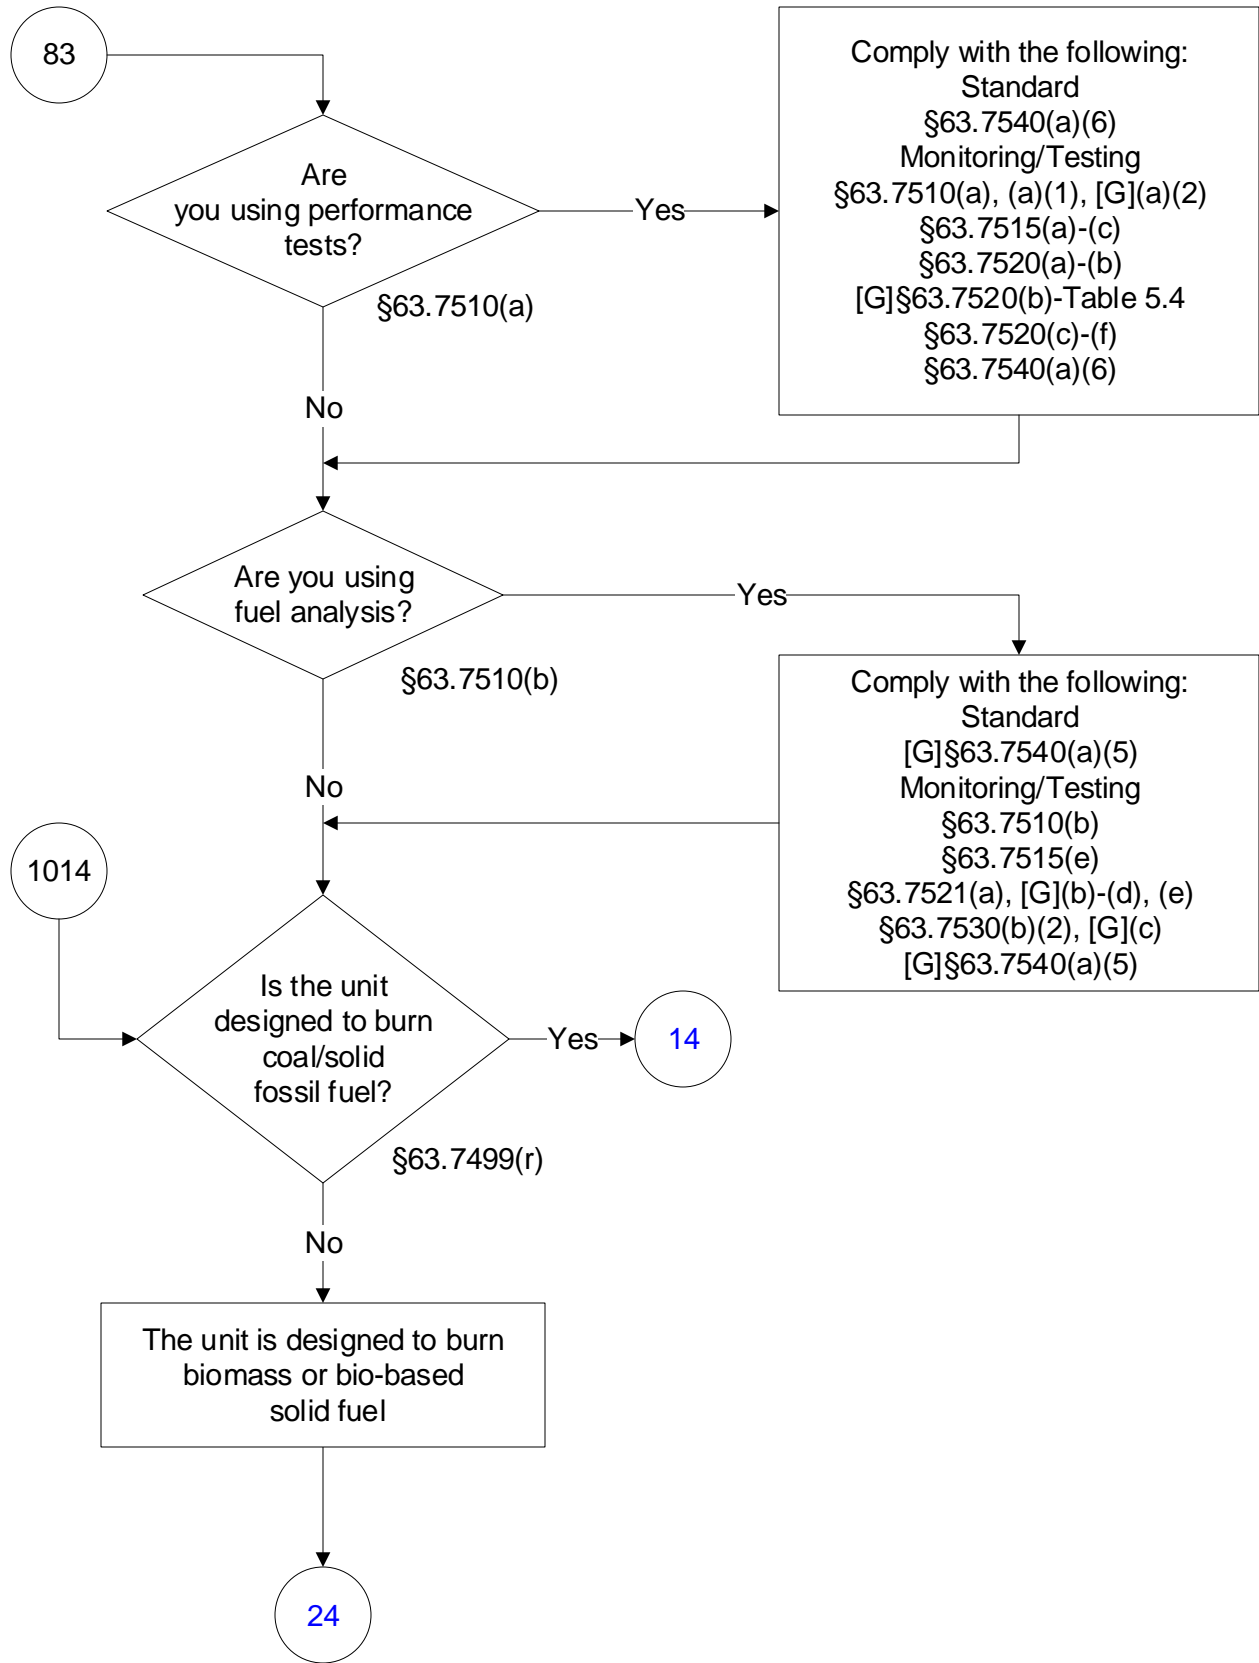 83
Are
you using performance
tests?
§63.7510(a)
Yes
Comply with the following:
Standard
§63.7540(a)(6)
Monitoring/Testing
§63.7510(a), (a)(1), [G](a)(2)
§63.7515(a)-(c)
§63.7520(a)-(b)
[G]§63.7520(b)-Table 5.4
§63.7520(c)-(f)
§63.7540(a)(6)
No
Are you using
fuel analysis?
§63.7510(b)
Yes
Comply with the following:
Standard
[G]§63.7540(a)(5)
Monitoring/Testing
§63.7510(b)
§63.7515(e)
§63.7521(a), [G](b)-(d), (e)
§63.7530(b)(2), [G](c)
[G]§63.7540(a)(5)
No
1014
Is the unit
designed to burn
coal/solid
fossil fuel?
§63.7499(r)
Yes
14
No
The unit is designed to burn
biomass or bio-based
solid fuel
24